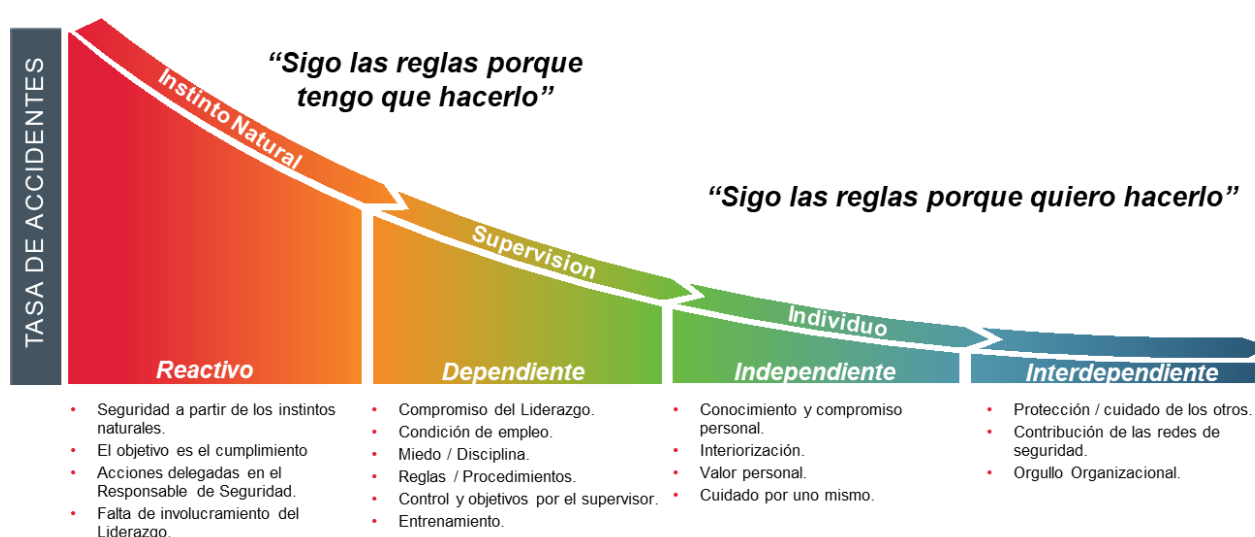 TASA DE ACCIDENTES
“Sigo las reglas porque
tengo que hacerlo”
“Sigo las reglas porque quiero hacerlo”
Instinto Natural
Supervision
Individuo
Reactivo
Dependiente
Independiente
Interdependiente
• Seguridad a partir de los instintos
naturales.
• El objetivo es el cumplimiento
• Acciones delegadas en el
Responsable de Seguridad.
• Falta de involucramiento del
Liderazgo.
• Compromiso del Liderazgo.
• Condición de empleo.
• Miedo / Disciplina.
• Reglas / Procedimientos.
• Control y objetivos por el supervisor.
• Entrenamiento.
• Conocimiento y compromiso
personal.
• Interiorización.
• Valor personal.
• Cuidado por uno mismo.
• Protección / cuidado de los otros.
• Contribución de las redes de
seguridad.
• Orgullo Organizacional.